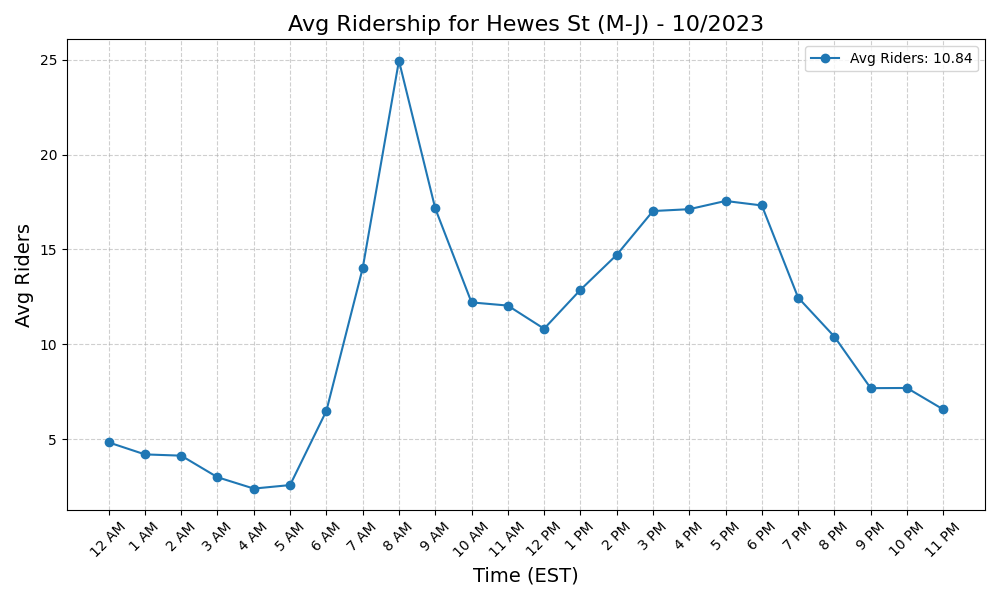 Avg Ridership for Hewes St (M-J) - 10/2023
Avg Riders: 10.84
Avg Riders
25
20
15
10
5
12 AM
1 AM
2 AM
3 AM
4 AM
5 AM
6 AM
7 AM
8 AM
9 AM
10 AM
11 AM
12 PM
1 PM
2 PM
3 PM
4 PM
5 PM
6 PM
7 PM
8 PM
9 PM
10 PM
11 PM
Time (EST)